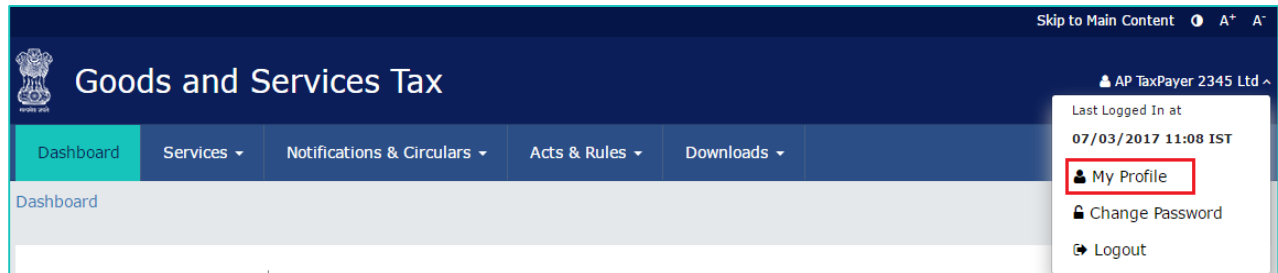 Skip to Main Content A+ A-
Goods and Services Tax
AP TaxPayer 2345 Ltd
Last Logged In at
07/03/2017 11:08 IST
Dashboard Services Notifications & Circulars Acts & Rules Downloads
My Profile
Dashboard
Change Password
Logout